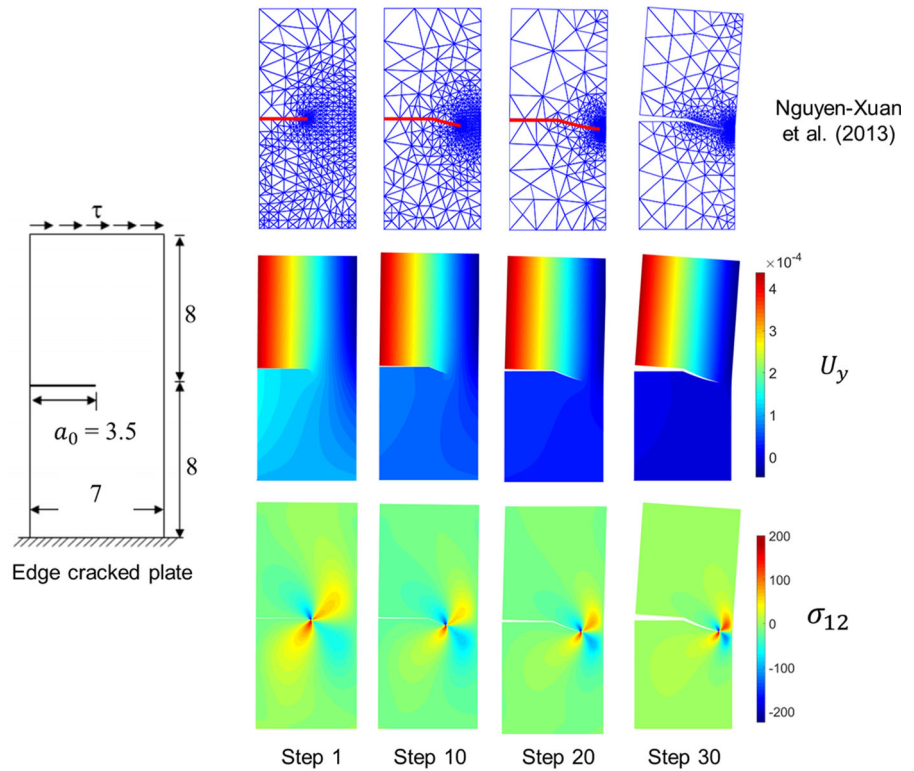 Nguyen-Xuan
et al. (2013)
τ
8
a₀ = 3.5
8
7
Edge cracked plate
×10⁻⁴
4
3
2
1
0
U_y
200
100
0
-100
-200
σ₁₂
Step 1
Step 10
Step 20
Step 30